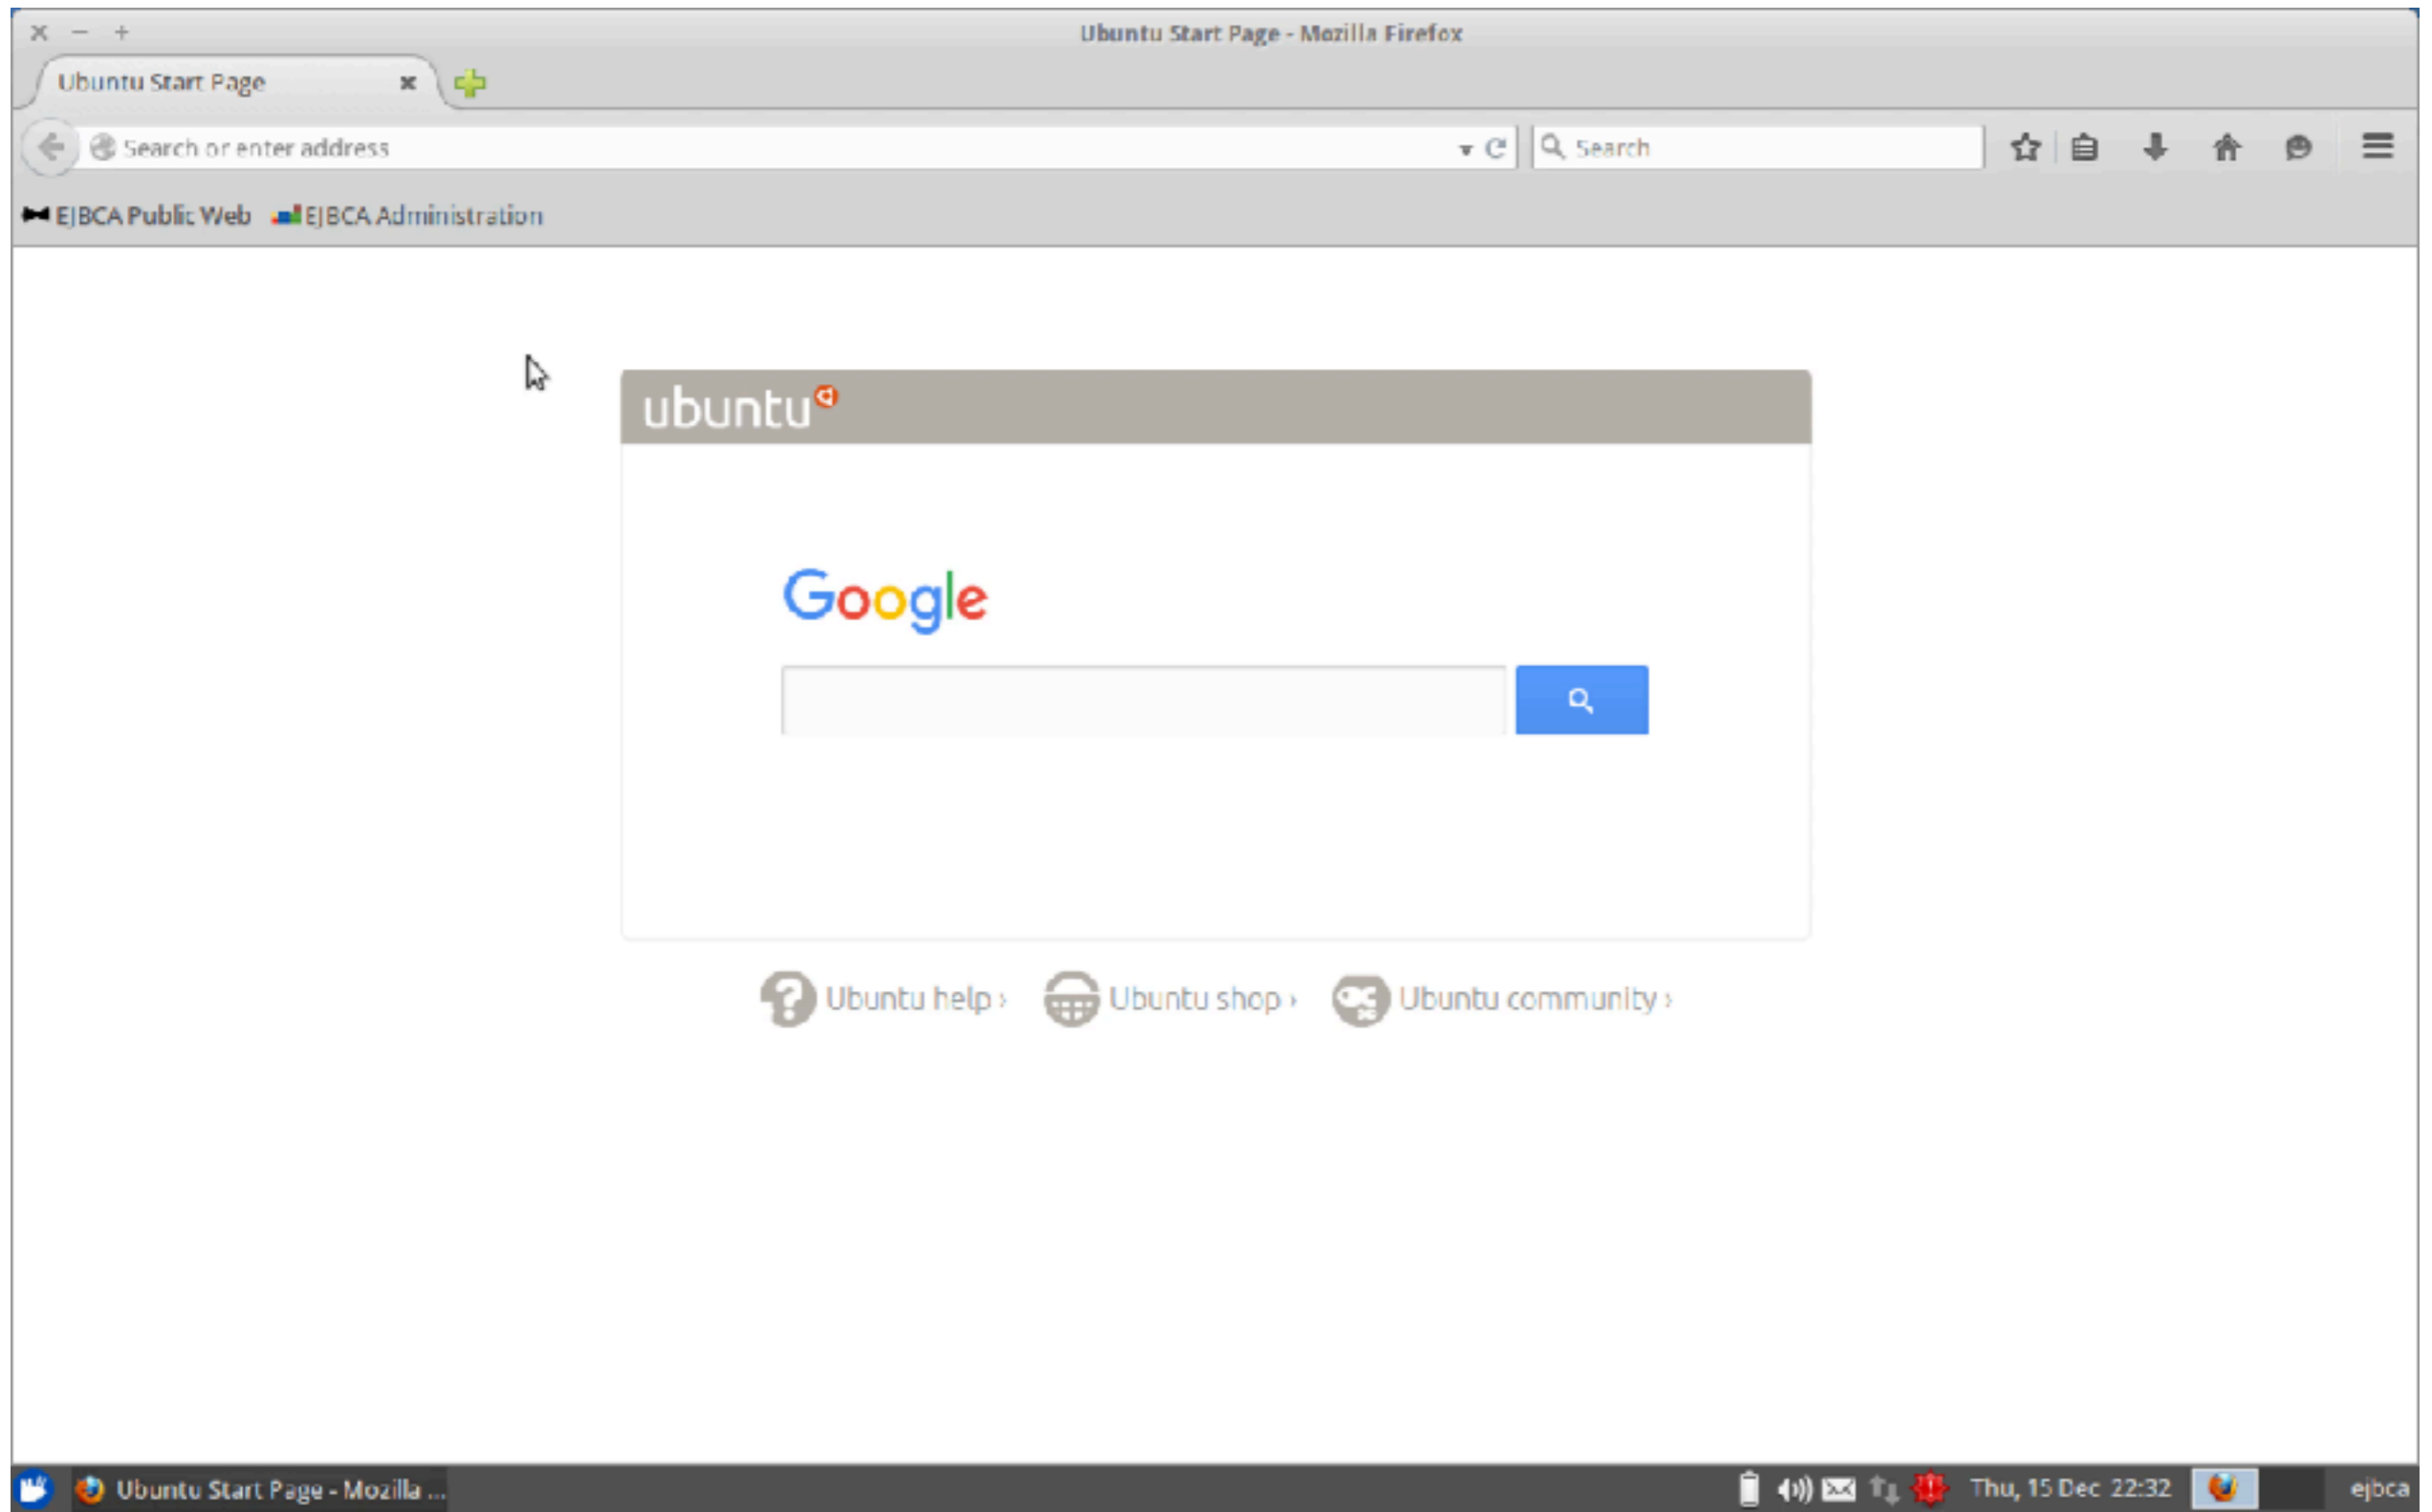 Ubuntu Start Page - Mozilla Firefox
Ubuntu Start Page
Search or enter address
Search
EJBCA Public Web EJBCA Administration
ubuntu
Google
Ubuntu help ›
Ubuntu shop ›
Ubuntu community ›
Ubuntu Start Page - Mozilla ...
Thu, 15 Dec 22:32
ejbca